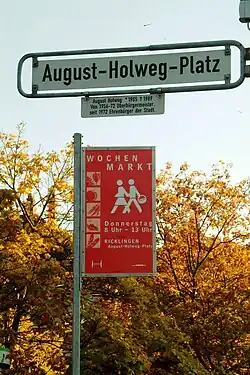 August-Holweg-Platz
August Holweg *1905 †1989
Von 1956-72 Oberbürgermeister,
seit 1972 Ehrenbürger der Stadt
WOCHEN
MARKT
Donnerstag
8 Uhr – 13 Uhr
RICKLINGEN
August-Holweg-Platz
H